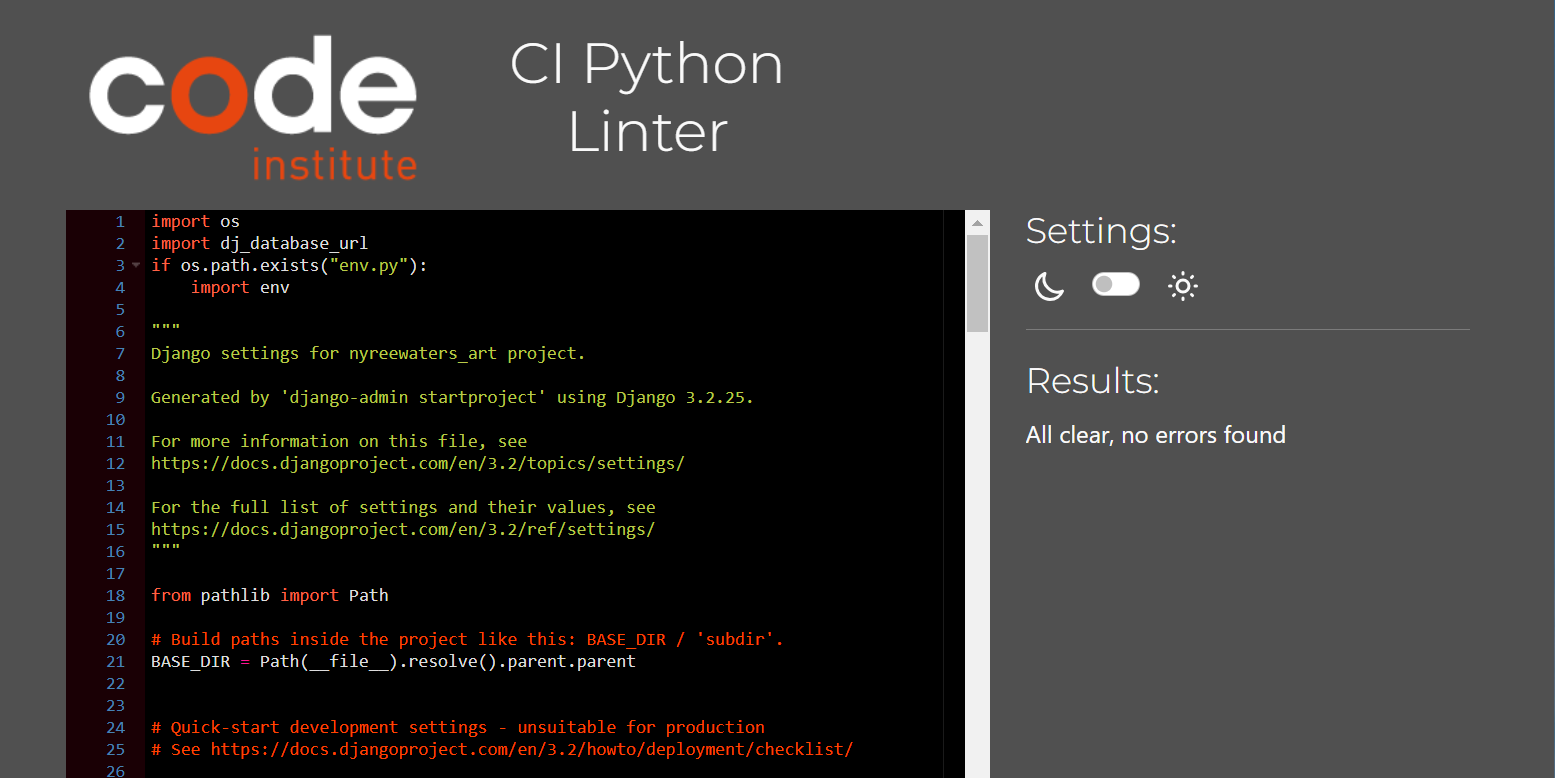 code
institute
CI Python
Linter
1 import os
2 import dj_database_url
3 if os.path.exists("env.py"):
4     import env
5
6 """
7 Django settings for nyreewaters_art project.
8
9 Generated by 'django-admin startproject' using Django 3.2.25.
10
11 For more information on this file, see
12 https://docs.djangoproject.com/en/3.2/topics/settings/
13
14 For the full list of settings and their values, see
15 https://docs.djangoproject.com/en/3.2/ref/settings/
16 """
17
18 from pathlib import Path
19
20 # Build paths inside the project like this: BASE_DIR / 'subdir'.
21 BASE_DIR = Path(__file__).resolve().parent.parent
22
23
24 # Quick-start development settings - unsuitable for production
25 # See https://docs.djangoproject.com/en/3.2/howto/deployment/checklist/
26
Settings:
Results:
All clear, no errors found